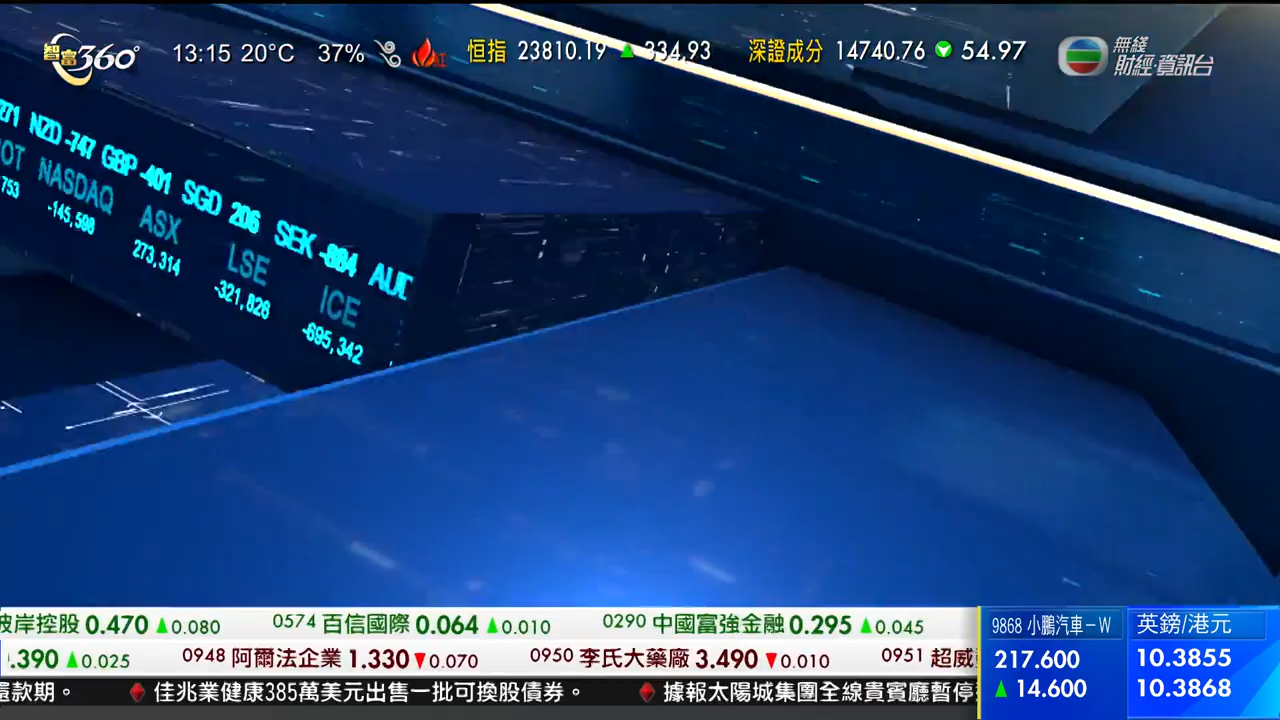 智富360°
13:15 20°C 37% 紅
恒指 23810.19 ▲ 334.93
深證成分 14740.76 ▼ 54.97
無綫
財經·資訊台
271 NZD -747 GBP -401 SGD 206 SEK -884 AUD
NASDAQ
-145,598
ASX
273,314
LSE
-321,826
ICE
-695,342
753
彼岸控股 0.470 ▲0.080 0574 百信國際 0.064 ▲0.010 0290 中國富強金融 0.295 ▲0.045
.390 ▲0.025 0948 阿爾法企業 1.330 ▼0.070 0950 李氏大藥廠 3.490 ▼0.010 0951 超威
還款期。 ♦ 佳兆業健康385萬美元出售一批可換股債券。 ♦ 據報太陽城集團全線貴賓廳暫停
9868 小鵬汽車-W
217.600
▲ 14.600
英鎊/港元
10.3855
10.3868